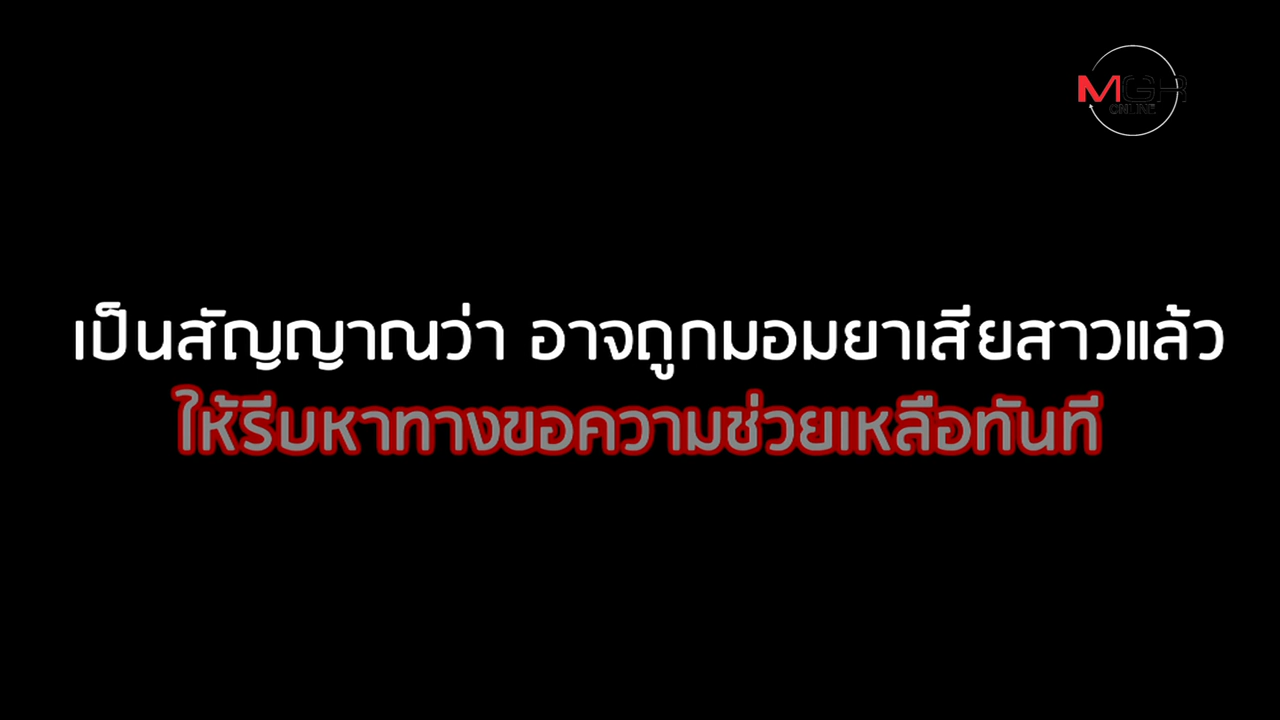 MGR
ONLINE
เป็นสัญญาณว่า อาจถูกมอมยาเสียสาวแล้ว
ให้รีบหาทางขอความช่วยเหลือทันที